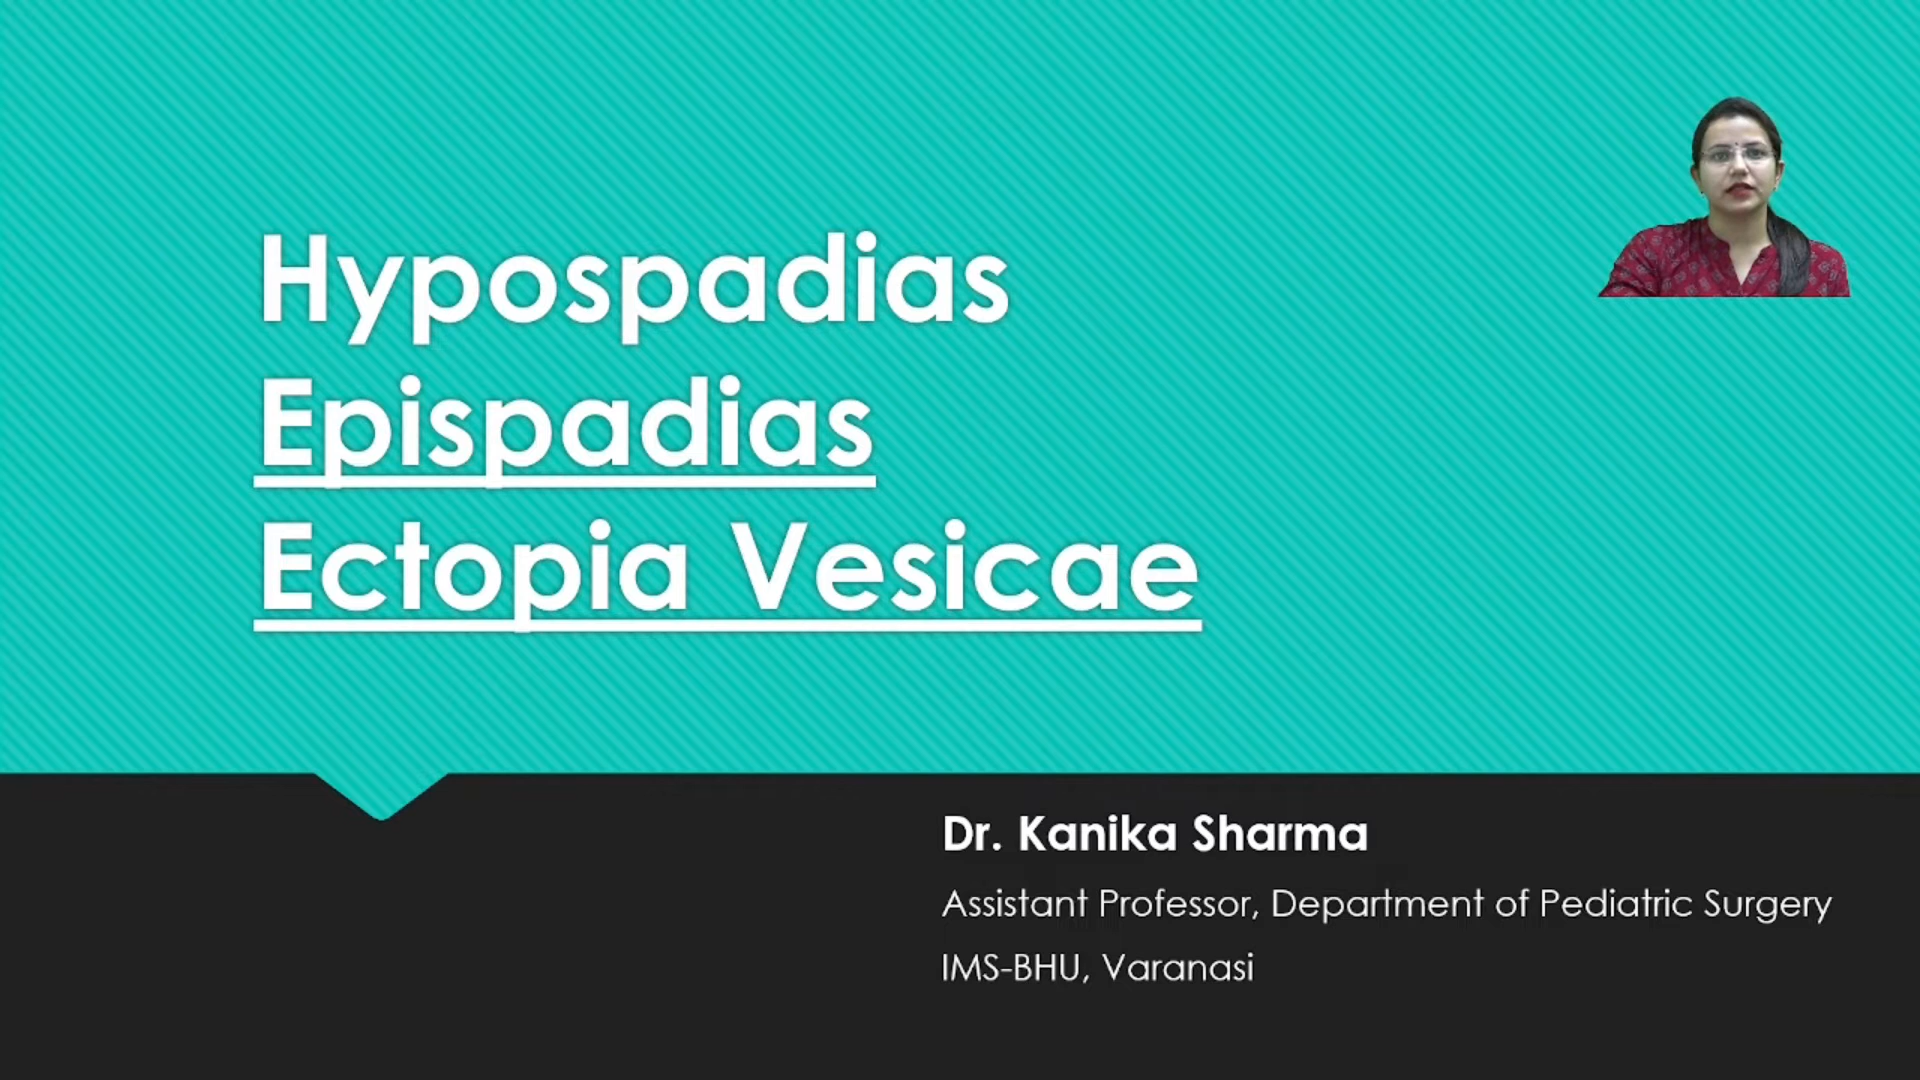 Hypospadias
Epispadias
Ectopia Vesicae
Dr. Kanika Sharma
Assistant Professor, Department of Pediatric Surgery
IMS-BHU, Varanasi